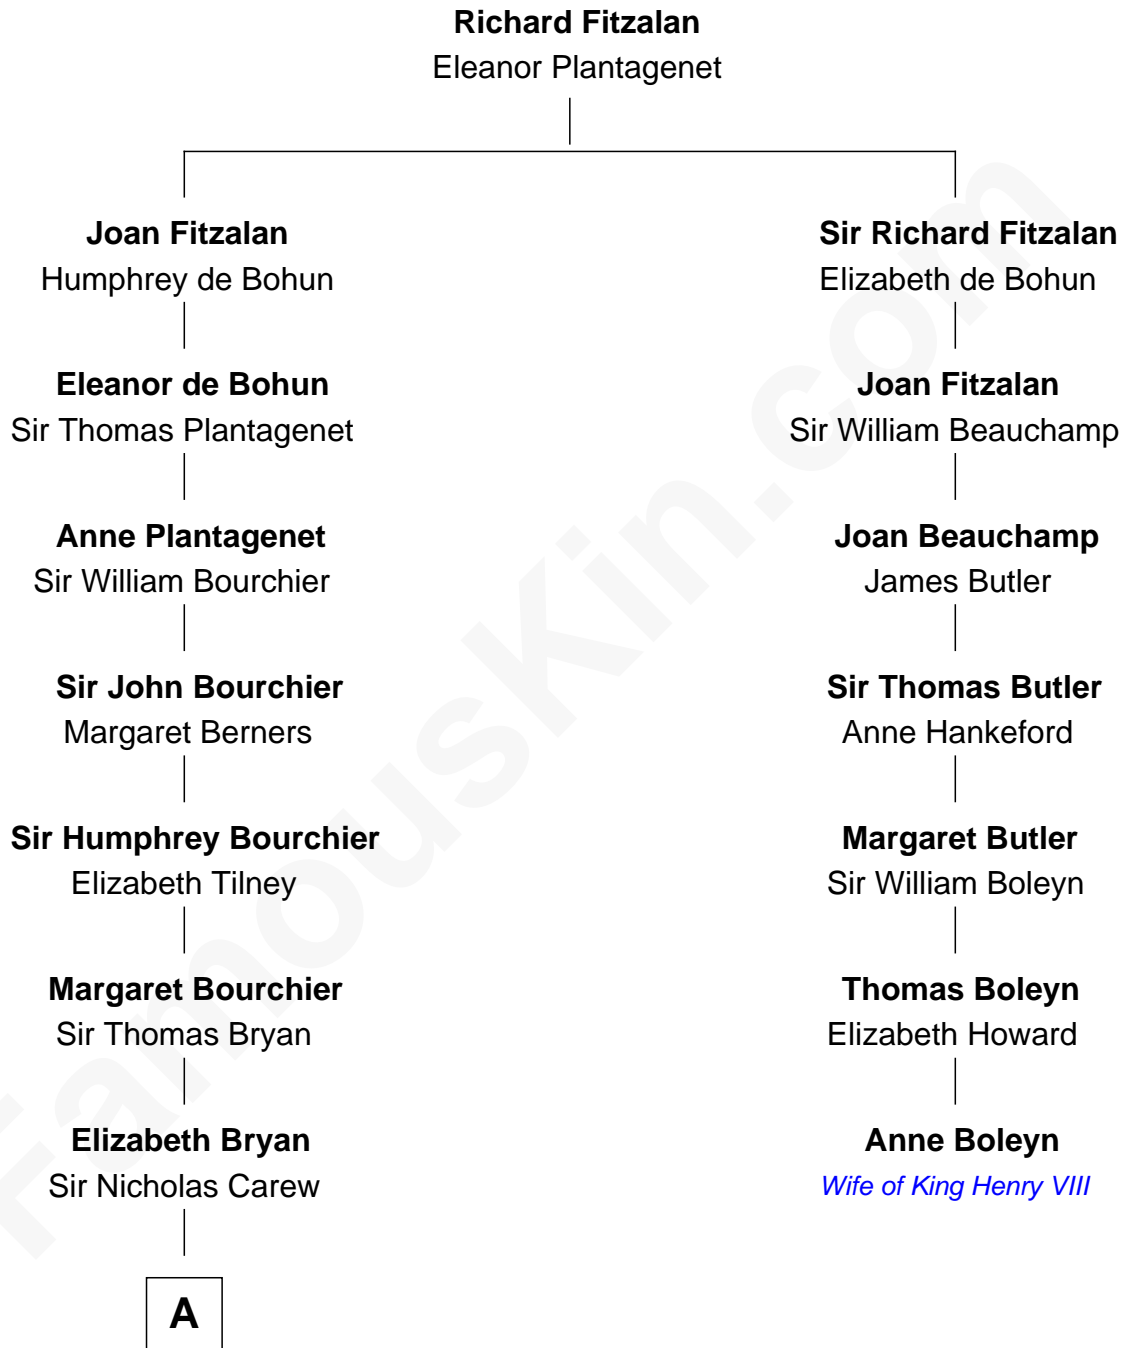 Richard Fitzalan
Eleanor Plantagenet
Joan Fitzalan
Humphrey de Bohun
Sir Richard Fitzalan
Elizabeth de Bohun
Eleanor de Bohun
Sir Thomas Plantagenet
Joan Fitzalan
Sir William Beauchamp
Anne Plantagenet
Sir William Bourchier
Joan Beauchamp
James Butler
Sir John Bourchier
Margaret Berners
Sir Thomas Butler
Anne Hankeford
Sir Humphrey Bourchier
Elizabeth Tilney
Margaret Butler
Sir William Boleyn
Margaret Bourchier
Sir Thomas Bryan
Thomas Boleyn
Elizabeth Howard
Elizabeth Bryan
Sir Nicholas Carew
Anne Boleyn
Wife of King Henry VIII
A
FamousKin.com